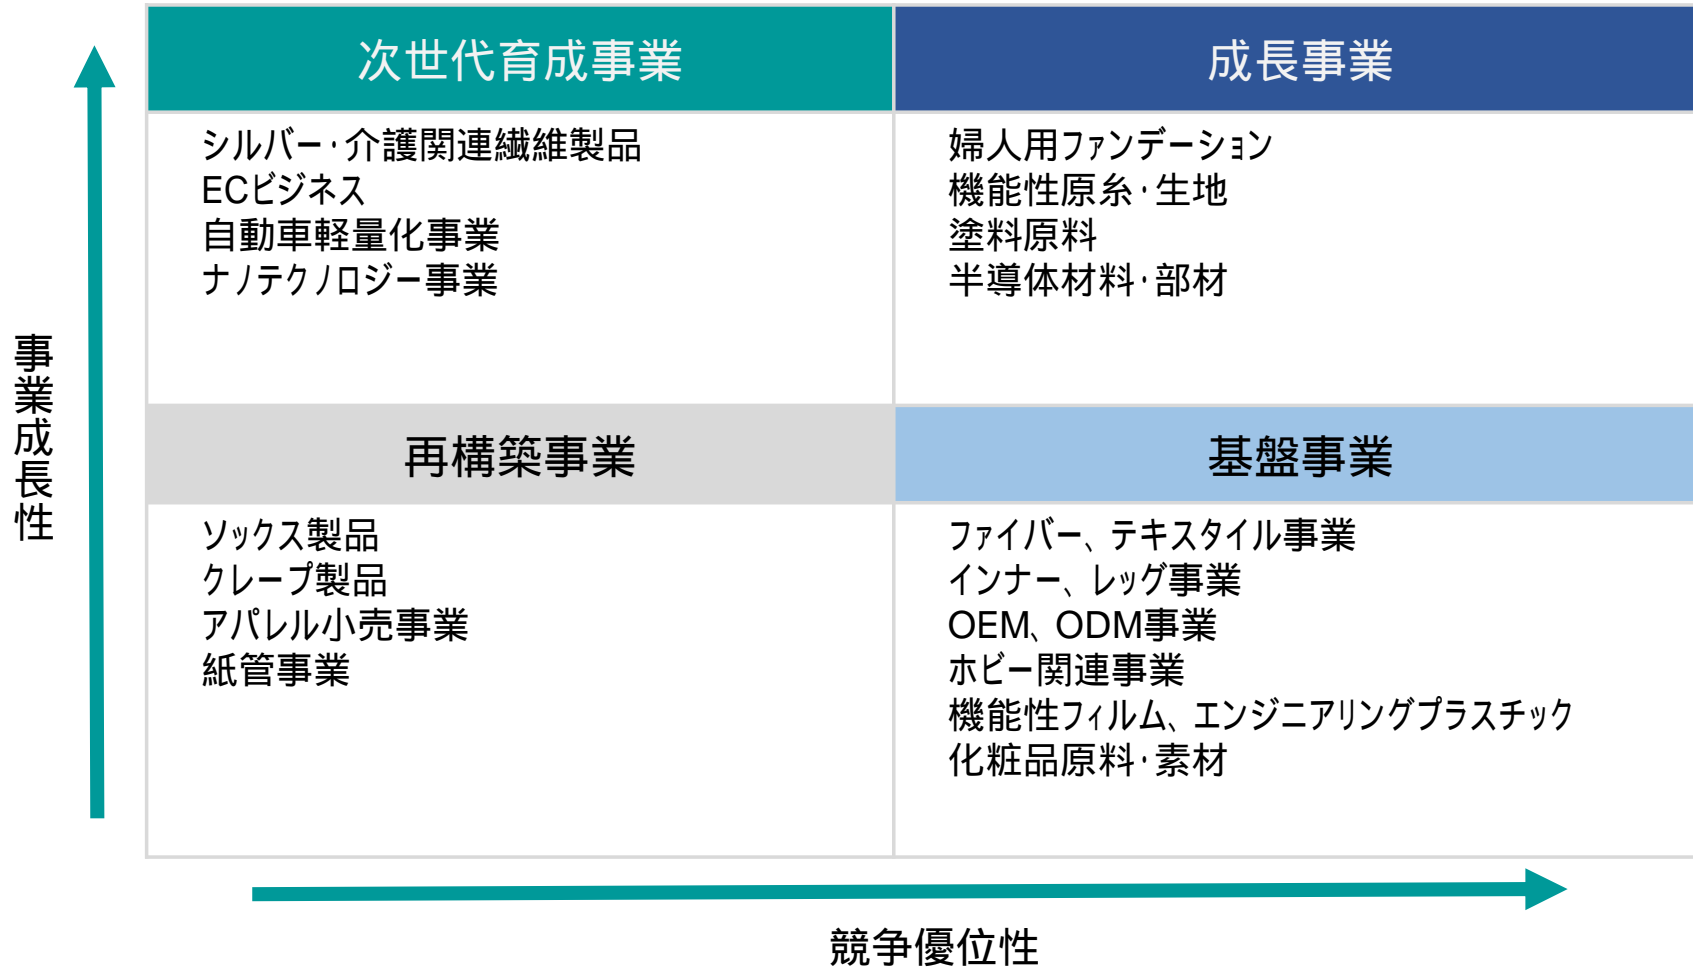 次世代育成事業
シルバー・介護関連繊維製品
ECビジネス
自動車軽量化事業
ナノテクノロジー事業
成長事業
婦人用ファンデーション
機能性原糸・生地
塗料原料
半導体材料・部材
事業成長性
再構築事業
ソックス製品
クレープ製品
アパレル小売事業
紙管事業
基盤事業
ファイバー、テキスタイル事業
インナー、レッグ事業
OEM、ODM事業
ホビー関連事業
機能性フィルム、エンジニアリングプラスチック
化粧品原料・素材
競争優位性